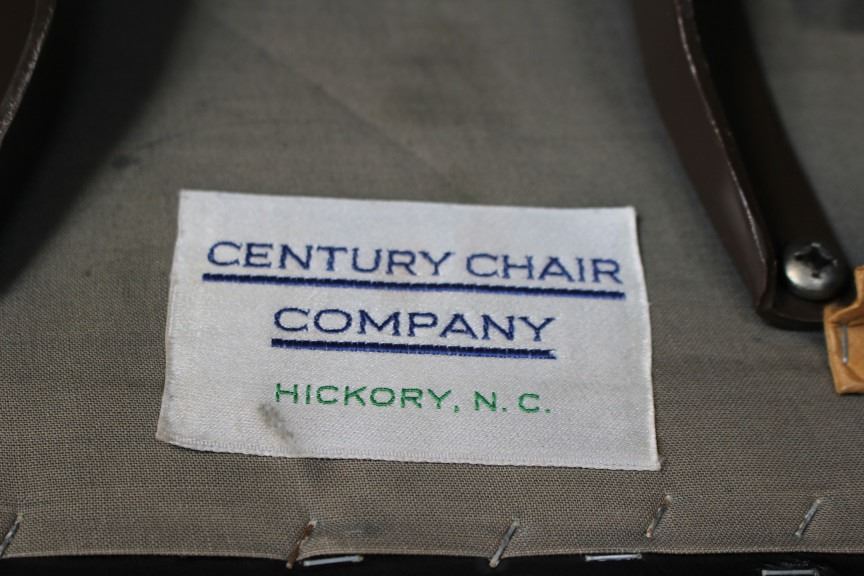 CENTURY CHAIR
COMPANY
HICKORY, N. C.